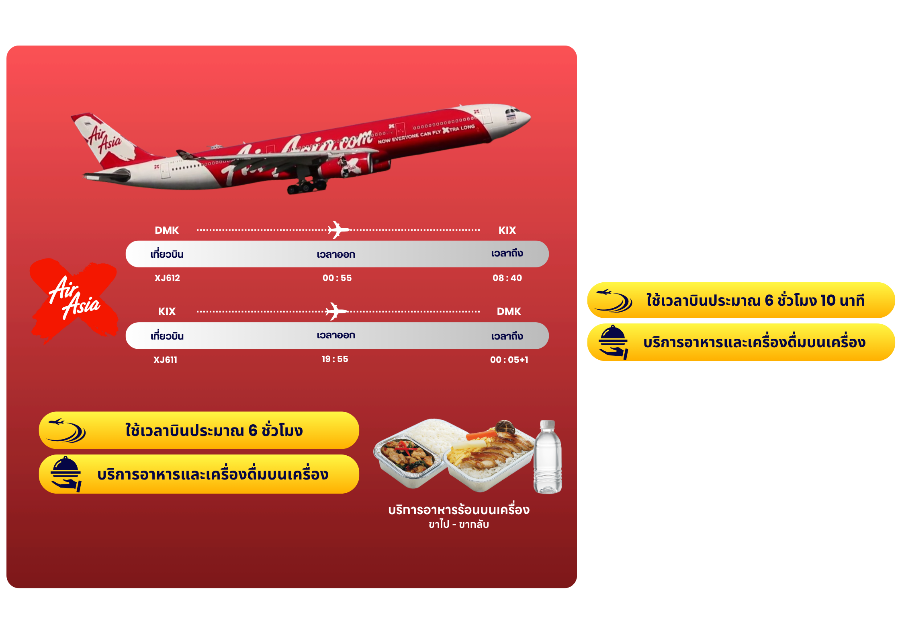 Air
Asia
AirAsia.com
NOW EVERYONE CAN FLY XTRA LONG
DMK KIX
เที่ยวบิน เวลาออก เวลาถึง
XJ612 00 : 55 08 : 40
Air
Asia
KIX DMK
เที่ยวบิน เวลาออก เวลาถึง
XJ611 19 : 55 00 : 05+1
ใช้เวลาบินประมาณ 6 ชั่วโมง
บริการอาหารและเครื่องดื่มบนเครื่อง
บริการอาหารร้อนบนเครื่อง
ขาไป - ขากลับ
ใช้เวลาบินประมาณ 6 ชั่วโมง 10 นาที
บริการอาหารและเครื่องดื่มบนเครื่อง